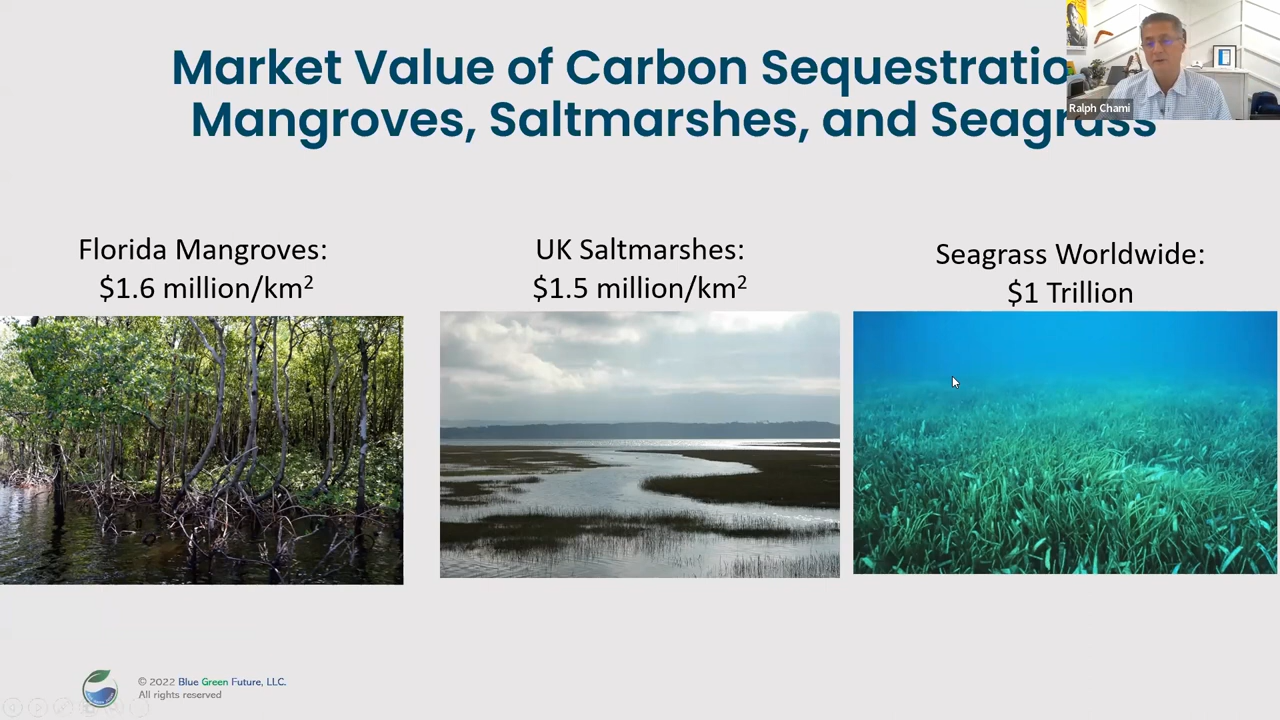 Market Value of Carbon Sequestratio
Mangroves, Saltmarshes, and Seagrass
Ralph Chami
Florida Mangroves:
$1.6 million/km²
UK Saltmarshes:
$1.5 million/km²
Seagrass Worldwide:
$1 Trillion
© 2022 Blue Green Future, LLC.
All rights reserved